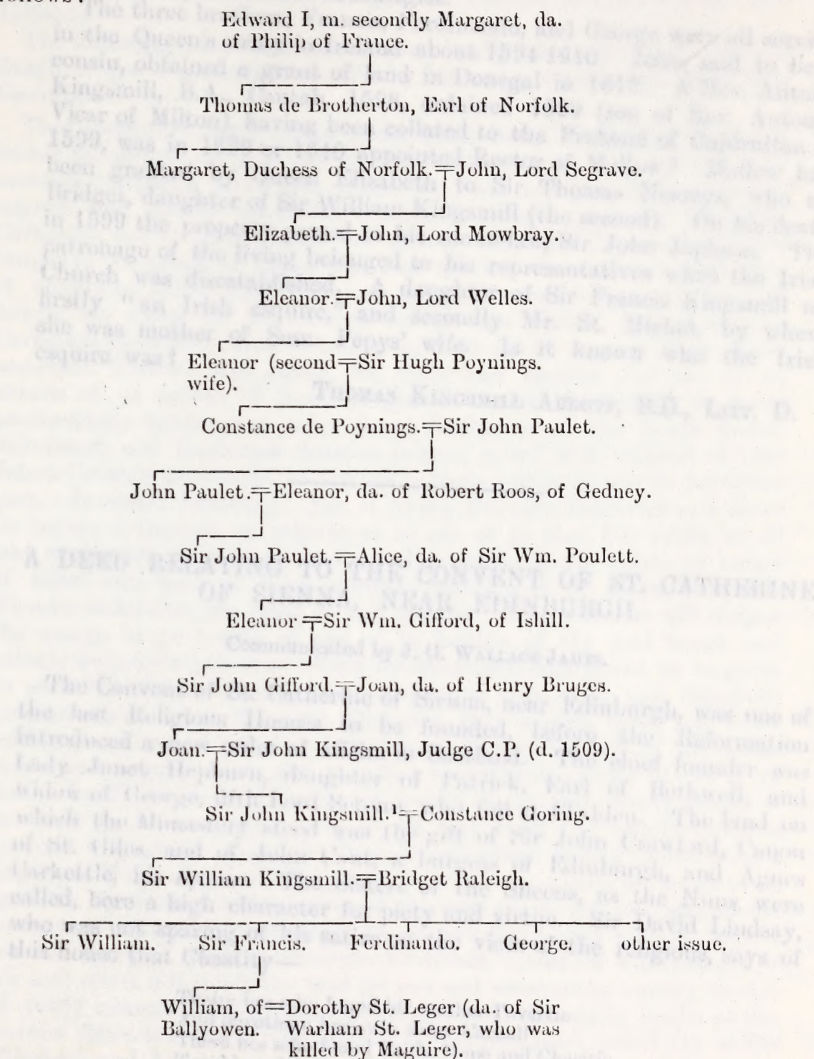 Edward I, m. secondly Margaret, da.
of Philip of France.
Thomas de Brotherton, Earl of Norfolk.
Margaret, Duchess of Norfolk.=John, Lord Segrave.
Elizabeth.=John, Lord Mowbray.
Eleanor.=John, Lord Welles.
Eleanor (second=Sir Hugh Poynings.
wife).
Constance de Poynings.=Sir John Paulet.
John Paulet.=Eleanor, da. of Robert Roos, of Gedney.
Sir John Paulet.=Alice, da. of Sir Wm. Poulett.
Eleanor=Sir Wm. Gifford, of Ishill.
Sir John Gifford.=Joan, da. of Henry Bruges.
Joan.=Sir John Kingsmill, Judge C.P. (d. 1509).
Sir John Kingsmill.=Constance Goring.
Sir William Kingsmill.=Bridget Raleigh.
Sir William. Sir Francis. Ferdinando. George. other issue.
William, of=Dorothy St. Leger (da. of Sir
Ballyowen. Warham St. Leger, who was
killed by Maguire).